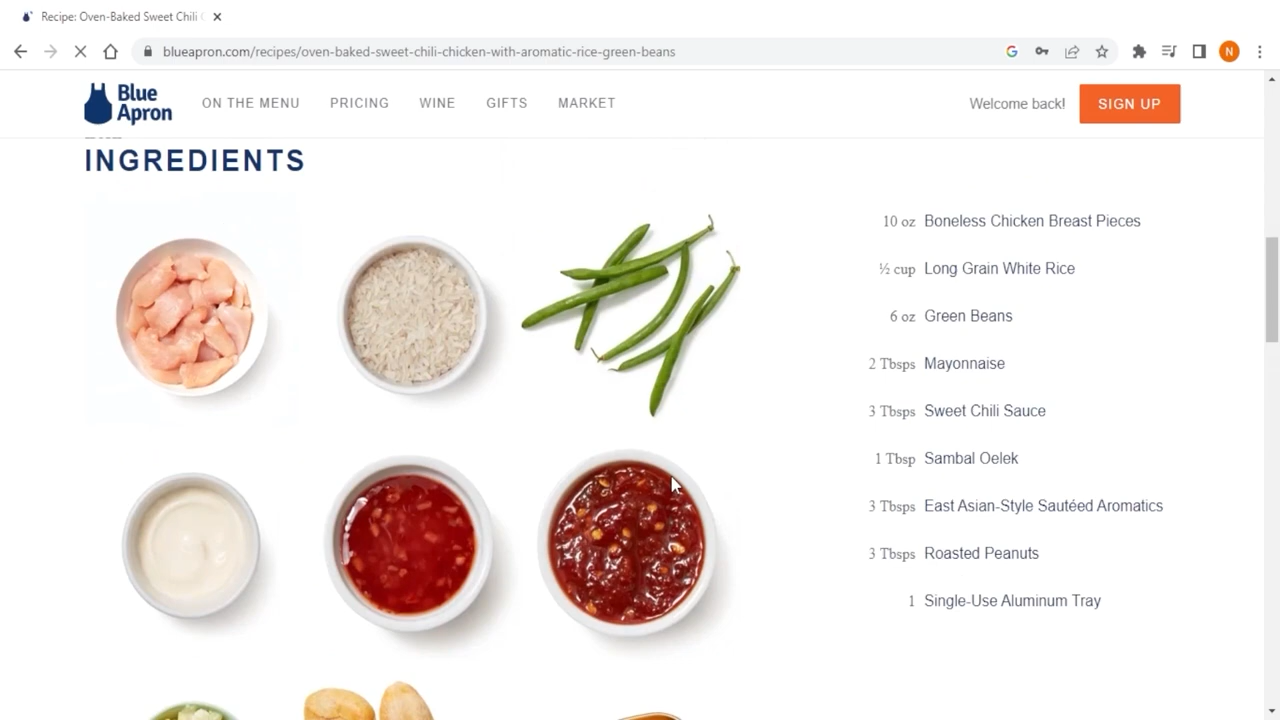 Recipe: Oven-Baked Sweet Chili
blueapron.com/recipes/oven-baked-sweet-chili-chicken-with-aromatic-rice-green-beans
N
Blue Apron
ON THE MENU PRICING WINE GIFTS MARKET
Welcome back! SIGN UP
INGREDIENTS
10 oz Boneless Chicken Breast Pieces
½ cup Long Grain White Rice
6 oz Green Beans
2 Tbsps Mayonnaise
3 Tbsps Sweet Chili Sauce
1 Tbsp Sambal Oelek
3 Tbsps East Asian-Style Sautéed Aromatics
3 Tbsps Roasted Peanuts
1 Single-Use Aluminum Tray